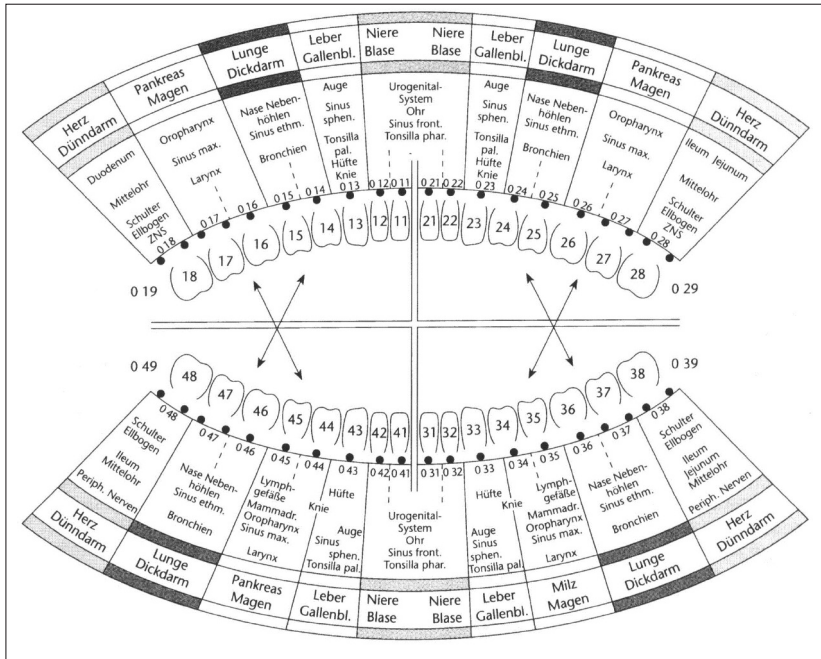 Herz
Dünndarm
Pankreas
Magen
Lunge
Dickdarm
Leber
Gallenbl.
Niere
Blase
Niere
Blase
Leber
Gallenbl.
Lunge
Dickdarm
Pankreas
Magen
Herz
Dünndarm
Duodenum
Mittelohr
Schulter
Ellbogen
ZNS
Oropharynx
Sinus max.
Larynx
Nase Neben-
höhlen
Sinus ethm.
Bronchien
Auge
Sinus
sphen.
Tonsilla
pal.
Hüfte
Knie
Urogenital-
System
Ohr
Sinus front.
Tonsilla phar.
Auge
Sinus
sphen.
Tonsilla
pal.
Hüfte
Knie
Nase Neben-
höhlen
Sinus ethm.
Bronchien
Oropharynx
Sinus max.
Larynx
Ileum Jejunum
Mittelohr
Schulter
Ellbogen
ZNS
0 18 0 17 0 16 0 15 0 14 0 13 0 12 0 11 0 21 0 22 0 23 0 24 0 25 0 26 0 27 0 28
18 17 16 15 14 13 12 11 21 22 23 24 25 26 27 28
0 19 0 29
0 49 0 39
48 47 46 45 44 43 42 41 31 32 33 34 35 36 37 38
0 48 0 47 0 46 0 45 0 44 0 43 0 42 0 41 0 31 0 32 0 33 0 34 0 35 0 36 0 37 0 38
Schulter
Ellbogen
Ileum
Mittelohr
Periph. Nerven
Nase Neben-
höhlen
Sinus ethm.
Bronchien
Lymph-
gefäße
Mammadr.
Oropharynx
Sinus max.
Larynx
Hüfte
Knie
Auge
Sinus
sphen.
Tonsilla pal.
Urogenital-
System
Ohr
Sinus front.
Tonsilla phar.
Hüfte
Knie
Auge
Sinus
sphen.
Tonsilla pal.
Lymph-
gefäße
Mammadr.
Oropharynx
Sinus max.
Larynx
Nase Neben-
höhlen
Sinus ethm.
Bronchien
Schulter
Ellbogen
Ileum
Jejunum
Mittelohr
Periph. Nerven
Herz
Dünndarm
Lunge
Dickdarm
Pankreas
Magen
Leber
Gallenbl.
Niere
Blase
Niere
Blase
Leber
Gallenbl.
Milz
Magen
Lunge
Dickdarm
Herz
Dünndarm